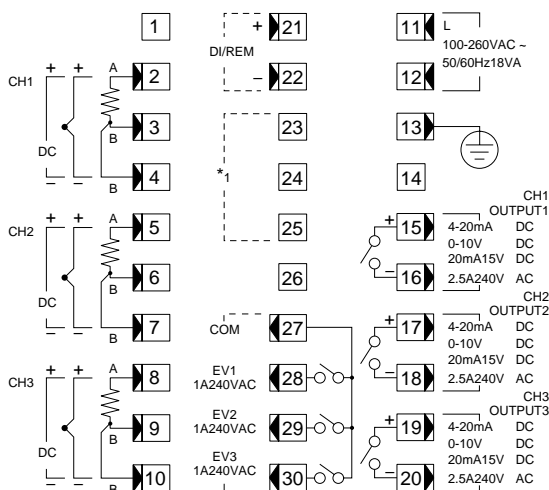 1
2
3
4
5
6
7
8
9
10
CH1
+ +
A
B
B
DC
– –
CH2
+ +
A
B
DC
– –
CH3
+ +
A
B
B
DC
– –
DI/REM
+
–
21
22
23
24
25
26
27
28
29
30
*1
COM
EV1
1A240VAC
EV2
1A240VAC
EV3
1A240VAC
11
12
13
14
15
16
17
18
19
20
L
100-260VAC ~
50/60Hz18VA
CH1
OUTPUT1
+
–
4-20mA DC
0-10V DC
20mA15V DC
2.5A240V AC
CH2
OUTPUT2
+
–
4-20mA DC
0-10V DC
20mA15V DC
2.5A240V AC
CH3
OUTPUT3
+
–
4-20mA DC
0-10V DC
20mA15V DC
2.5A240V AC